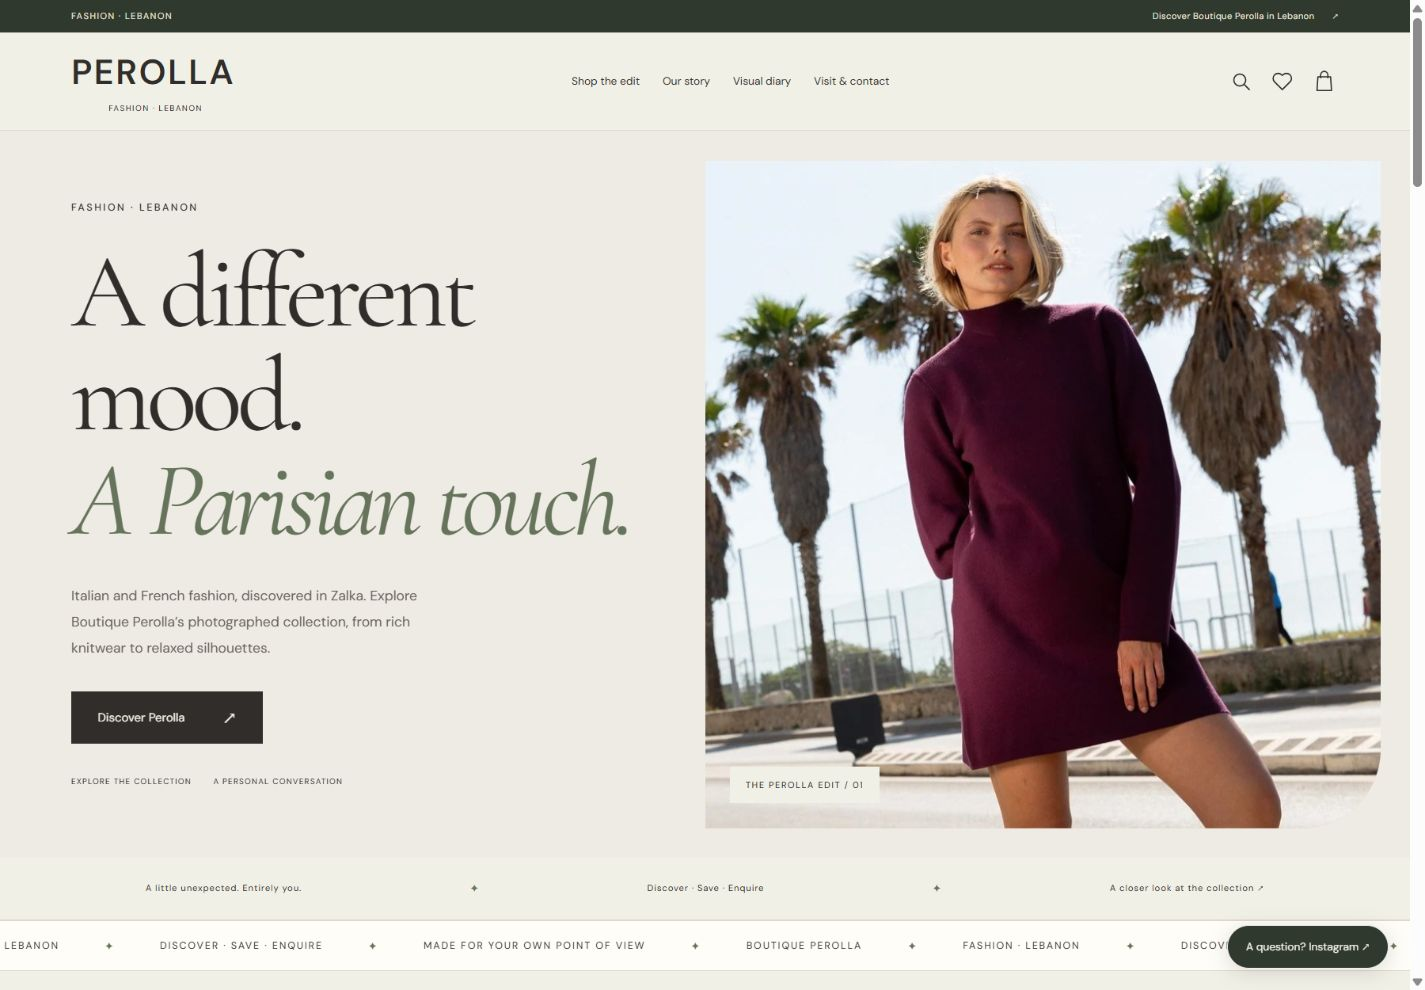 FASHION · LEBANON
Discover Boutique Perolla in Lebanon ↗
PEROLLA
FASHION · LEBANON
Shop the edit
Our story
Visual diary
Visit & contact
FASHION · LEBANON
A different
mood.
A Parisian touch.
Italian and French fashion, discovered in Zalka. Explore
Boutique Perolla's photographed collection, from rich
knitwear to relaxed silhouettes.
Discover Perolla ↗
EXPLORE THE COLLECTION
A PERSONAL CONVERSATION
THE PEROLLA EDIT / 01
A little unexpected. Entirely you. ✦ Discover · Save · Enquire ✦ A closer look at the collection ↗
LEBANON ✦ DISCOVER · SAVE · ENQUIRE ✦ MADE FOR YOUR OWN POINT OF VIEW ✦ BOUTIQUE PEROLLA ✦ FASHION · LEBANON ✦
A question? Instagram ↗